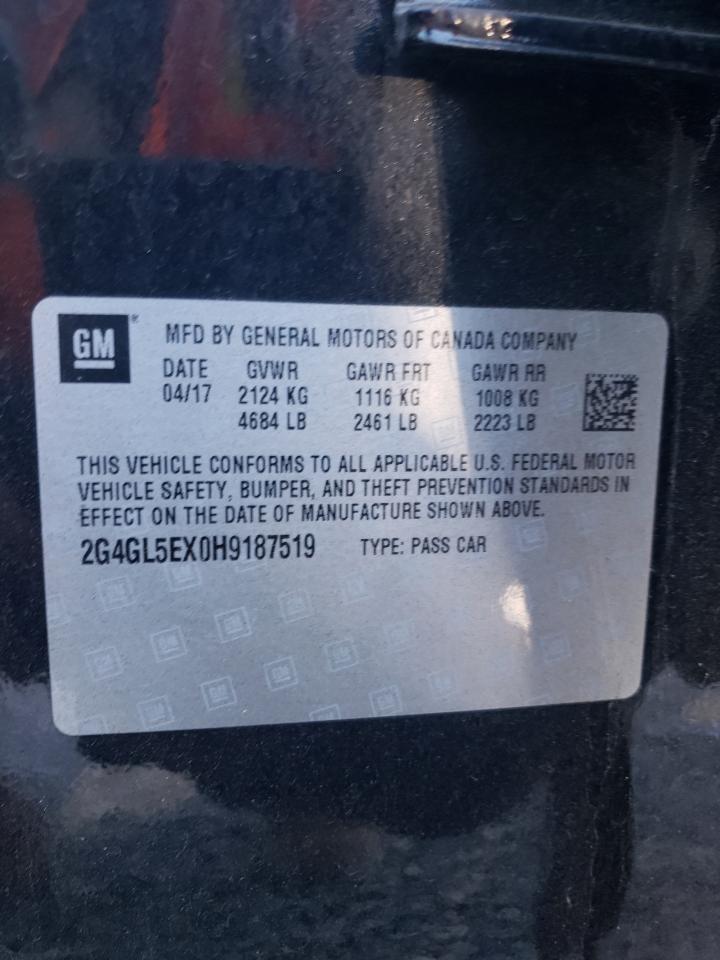 GM
MFD BY GENERAL MOTORS OF CANADA COMPANY
DATE GVWR GAWR FRT GAWR RR
04/17 2124 KG 1116 KG 1008 KG
4684 LB 2461 LB 2223 LB
THIS VEHICLE CONFORMS TO ALL APPLICABLE U.S. FEDERAL MOTOR
VEHICLE SAFETY, BUMPER, AND THEFT PREVENTION STANDARDS IN
EFFECT ON THE DATE OF MANUFACTURE SHOWN ABOVE.
2G4GL5EX0H9187519 TYPE: PASS CAR